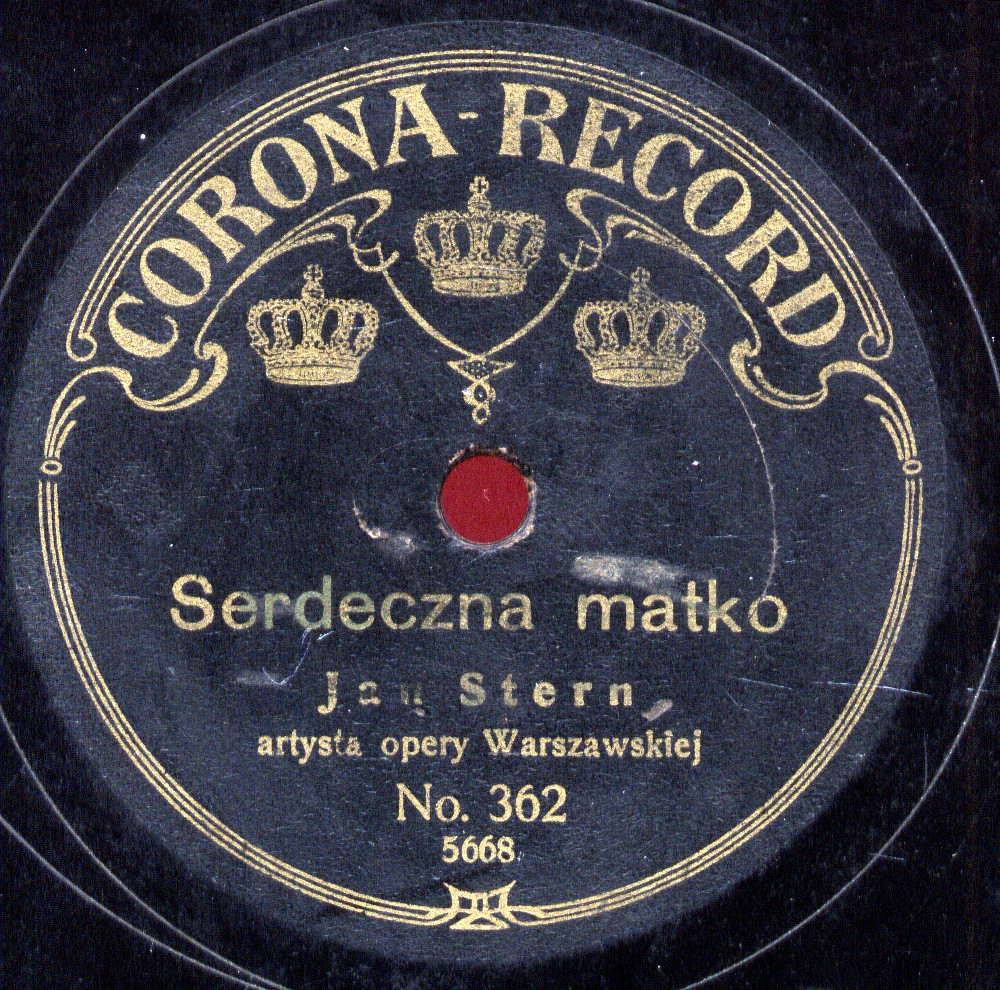 CORONA-RECORD
Serdeczna matko
Jan Stern
artysta opery Warszawskiej
No. 362
5668